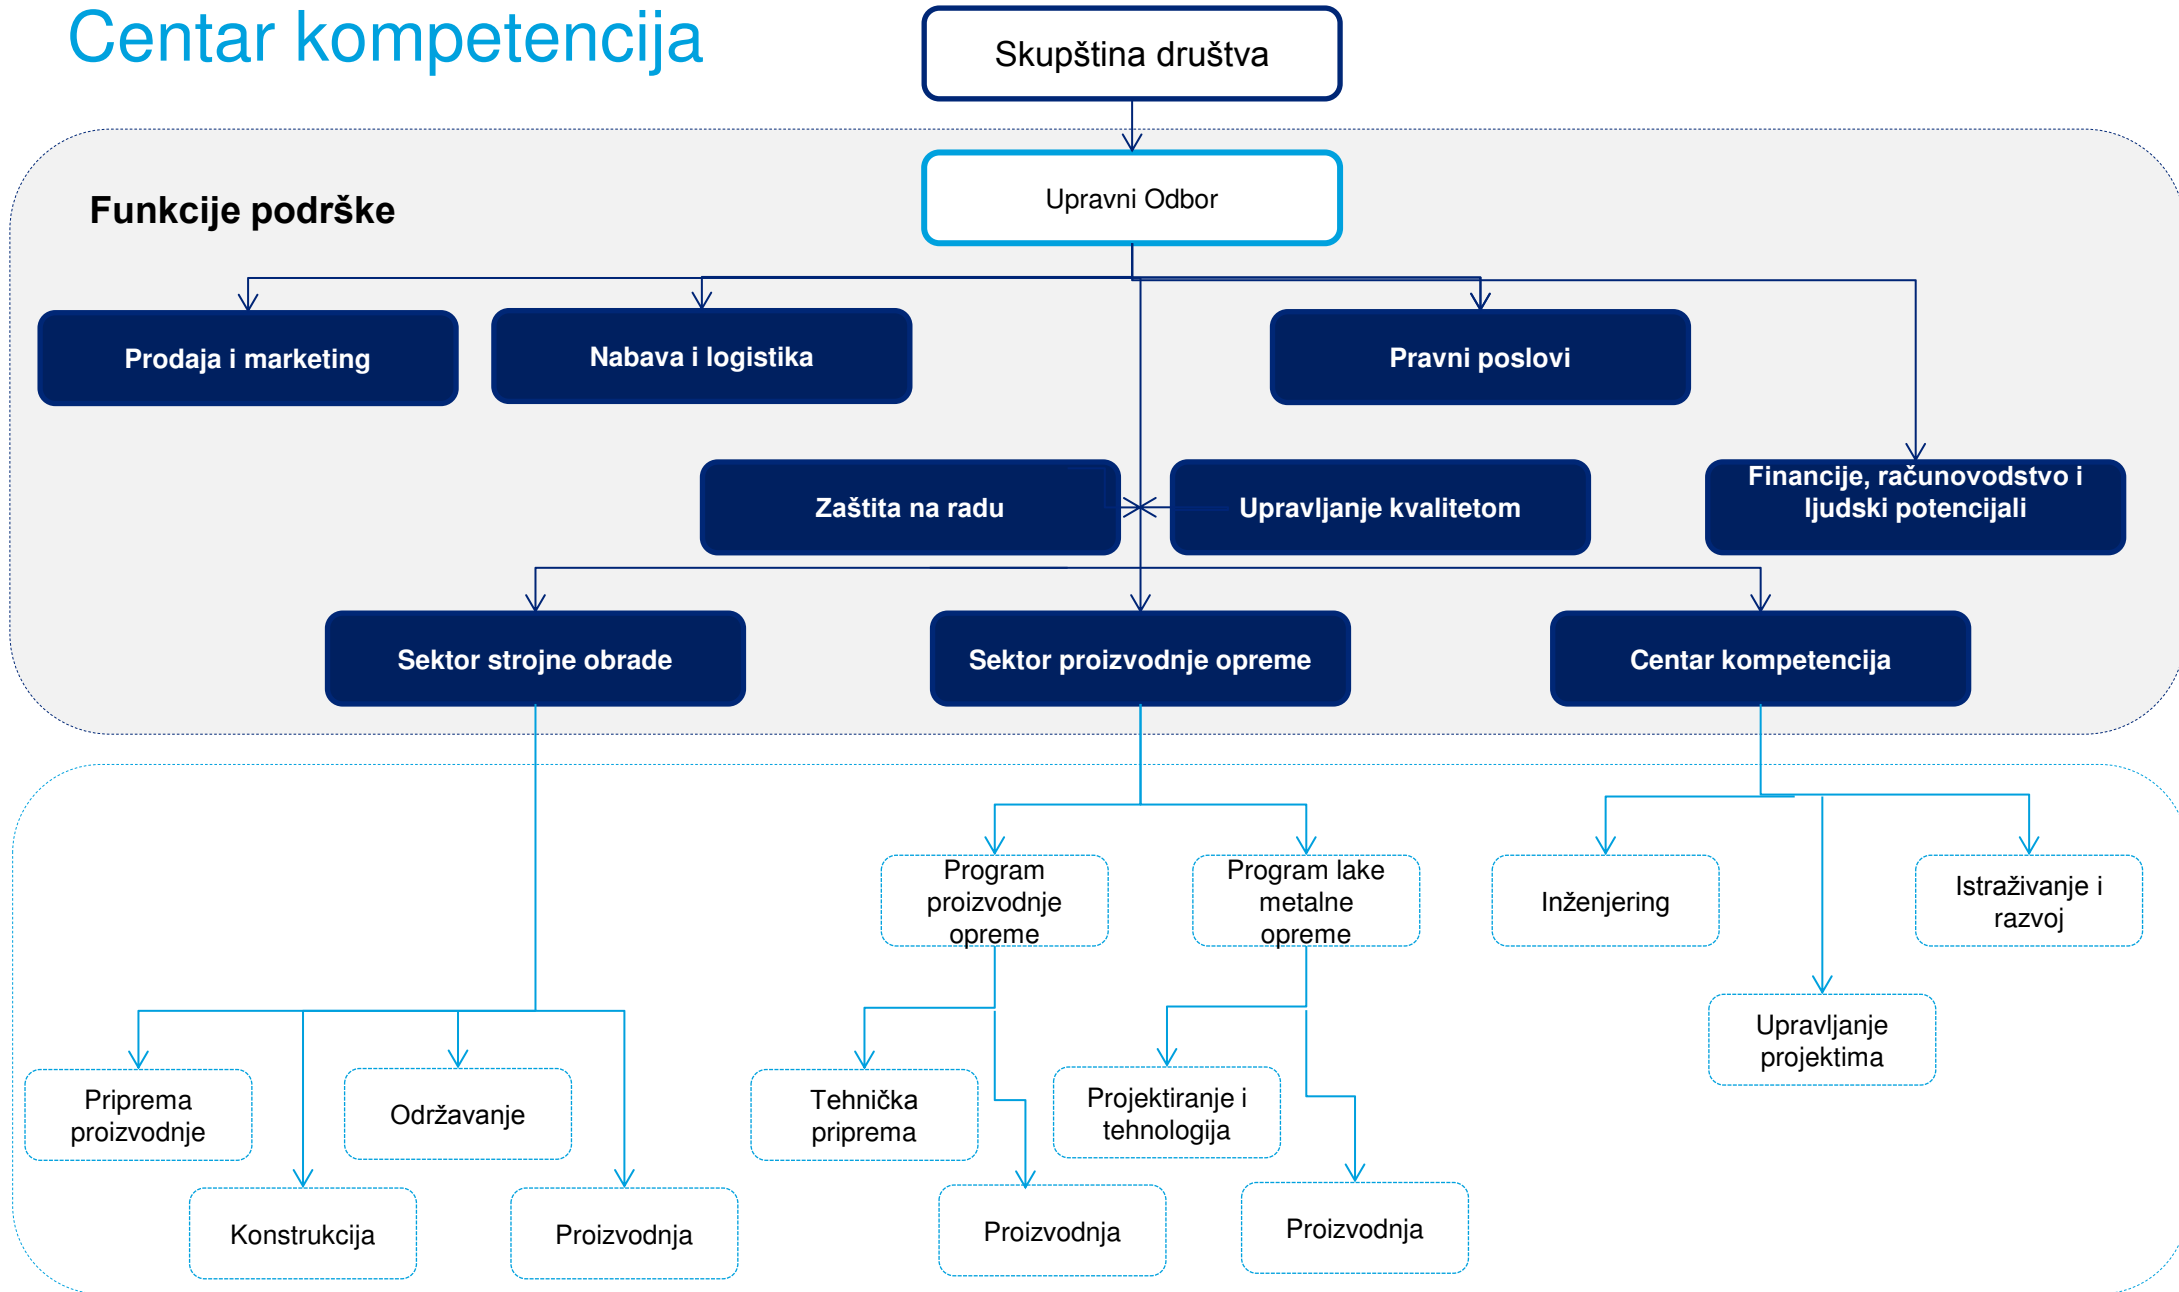 Centar kompetencija
Skupština društva
Upravni Odbor
Funkcije podrške
Prodaja i marketing
Nabava i logistika
Pravni poslovi
Zaštita na radu
Upravljanje kvalitetom
Financije, računovodstvo i
ljudski potencijali
Sektor strojne obrade
Sektor proizvodnje opreme
Centar kompetencija
Program
proizvodnje
opreme
Program lake
metalne
opreme
Inženjering
Istraživanje i
razvoj
Upravljanje
projektima
Priprema
proizvodnje
Održavanje
Tehnička
priprema
Projektiranje i
tehnologija
Konstrukcija
Proizvodnja
Proizvodnja
Proizvodnja